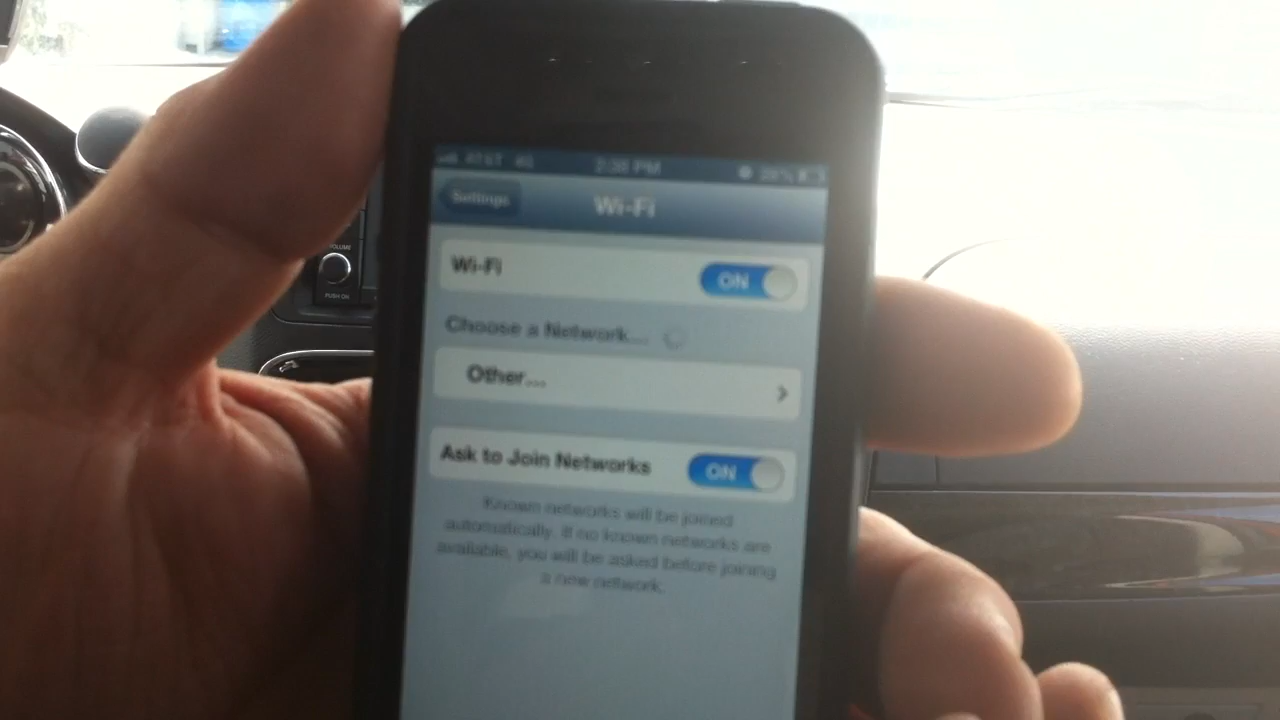 AT&T 4G 2:36 PM
Settings Wi-Fi
Wi-Fi ON
Choose a Network...
Other...
Ask to Join Networks ON
Known networks will be joined
automatically. If no known networks are
available, you will be asked before joining
a new network.
VOLUME
PUSH ON